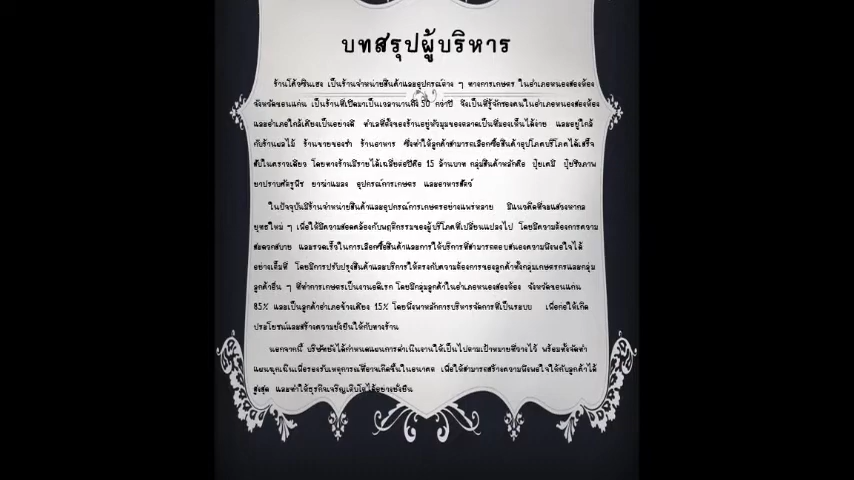 บทสรุปผู้บริหาร
ร้านโค้วซินเฮง เป็นร้านจำหน่ายสินค้าและอุปกรณ์ต่าง ๆ ทางการเกษตร ในอำเภอหนองสองห้อง
จังหวัดขอนแก่น เป็นร้านที่เปิดมาเป็นเวลานานถึง 50 กว่าปี จึงเป็นที่รู้จักของคนในอำเภอหนองสองห้อง
และอำเภอใกล้เคียงเป็นอย่างดี ทำเลที่ตั้งของร้านอยู่หัวมุมของตลาดเป็นที่มองเห็นได้ง่าย และอยู่ใกล้
กับร้านผลไม้ ร้านขายของชำ ร้านอาหาร ซึ่งทำให้ลูกค้าสามารถเลือกซื้อสินค้าอุปโภคบริโภคได้เสร็จ
สิ้นในคราวเดียว โดยทางร้านมีรายได้เฉลี่ยต่อปีคือ 15 ล้านบาท กลุ่มสินค้าหลักคือ ปุ๋ยเคมี ปุ๋ยชีวภาพ
ยาปราบศัตรูพืช ยาฆ่าแมลง อุปกรณ์การเกษตร และอาหารสัตว์
ในปัจจุบันมีร้านจำหน่ายสินค้าและอุปกรณ์การเกษตรอย่างแพร่หลาย มีแนวคิดที่จะแสวงหากล
ยุทธใหม่ ๆ เพื่อให้มีความสอดคล้องกับพฤติกรรมของผู้บริโภคที่เปลี่ยนแปลงไป โดยมีความต้องการความ
สะดวกสบาย และรวดเร็วในการเลือกซื้อสินค้าและการให้บริการที่สามารถตอบสนองความพึงพอใจได้
อย่างเต็มที่ โดยมีการปรับปรุงสินค้าและบริการให้ตรงกับความต้องการของลูกค้าทั้งกลุ่มเกษตรกรและกลุ่ม
ลูกค้าอื่น ๆ ที่ทำการเกษตรเป็นงานอดิเรก โดยมีกลุ่มลูกค้าในอำเภอหนองสองห้อง จังหวัดขอนแก่น
85% และเป็นลูกค้าอำเภอข้างเคียง 15% โดยพึ่งพาหลักการบริหารจัดการที่เป็นระบบ เพื่อก่อให้เกิด
ประโยชน์และสร้างความยั่งยืนให้กับทางร้าน
นอกจากนี้ บริษัทยังได้กำหนดแผนการดำเนินงานให้เป็นไปตามเป้าหมายที่วางไว้ พร้อมทั้งจัดทำ
แผนฉุกเฉินเพื่อรองรับเหตุการณ์ที่อาจเกิดขึ้นในอนาคต เพื่อให้สามารถสร้างความพึงพอใจให้กับลูกค้าได้
สูงสุด และทำให้ธุรกิจเจริญเติบโตได้อย่างยั่งยืน